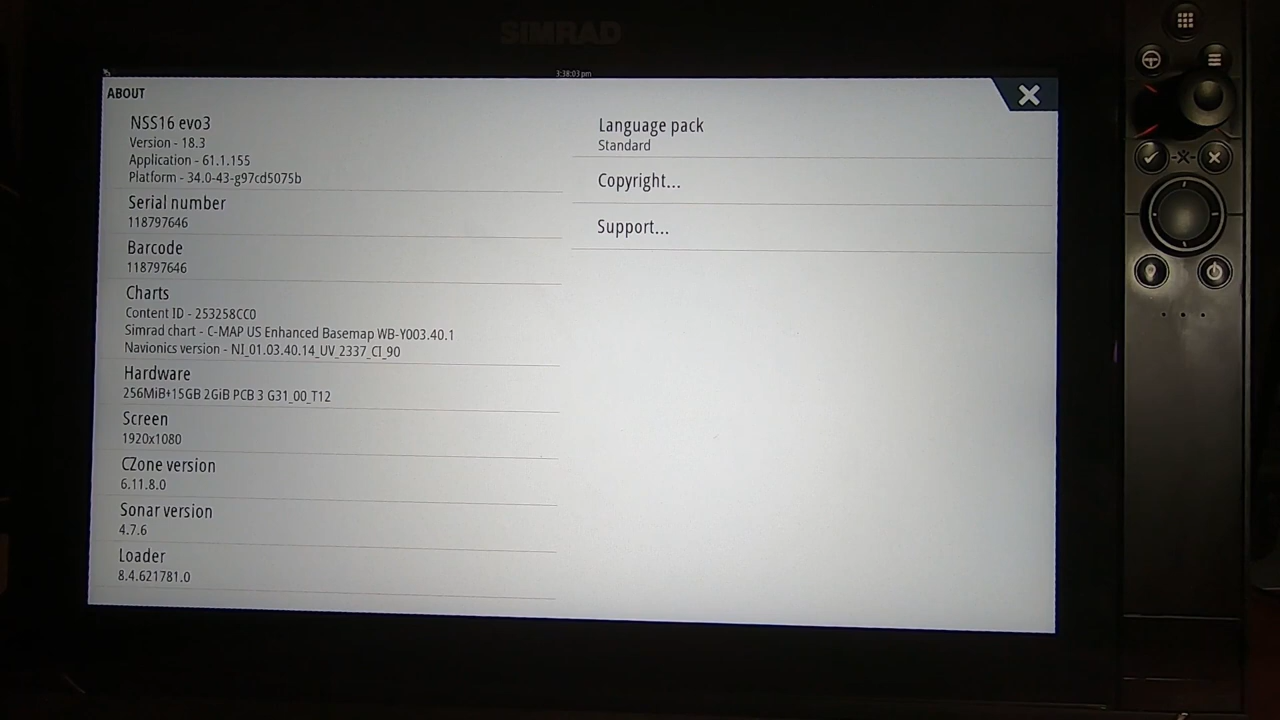 SIMRAD
3:38:03 pm
ABOUT
NSS16 evo3
Version - 18.3
Application - 61.1.155
Platform - 34.0-43-g97cd5075b
Serial number
118797646
Barcode
118797646
Charts
Content ID - 253258CC0
Simrad chart - C-MAP US Enhanced Basemap WB-Y003.40.1
Navionics version - NI_01.03.40.14_UV_2337_CI_90
Hardware
256MiB+15GB 2GiB PCB 3 G31_00_T12
Screen
1920x1080
CZone version
6.11.8.0
Sonar version
4.7.6
Loader
8.4.621781.0
Language pack
Standard
Copyright...
Support...